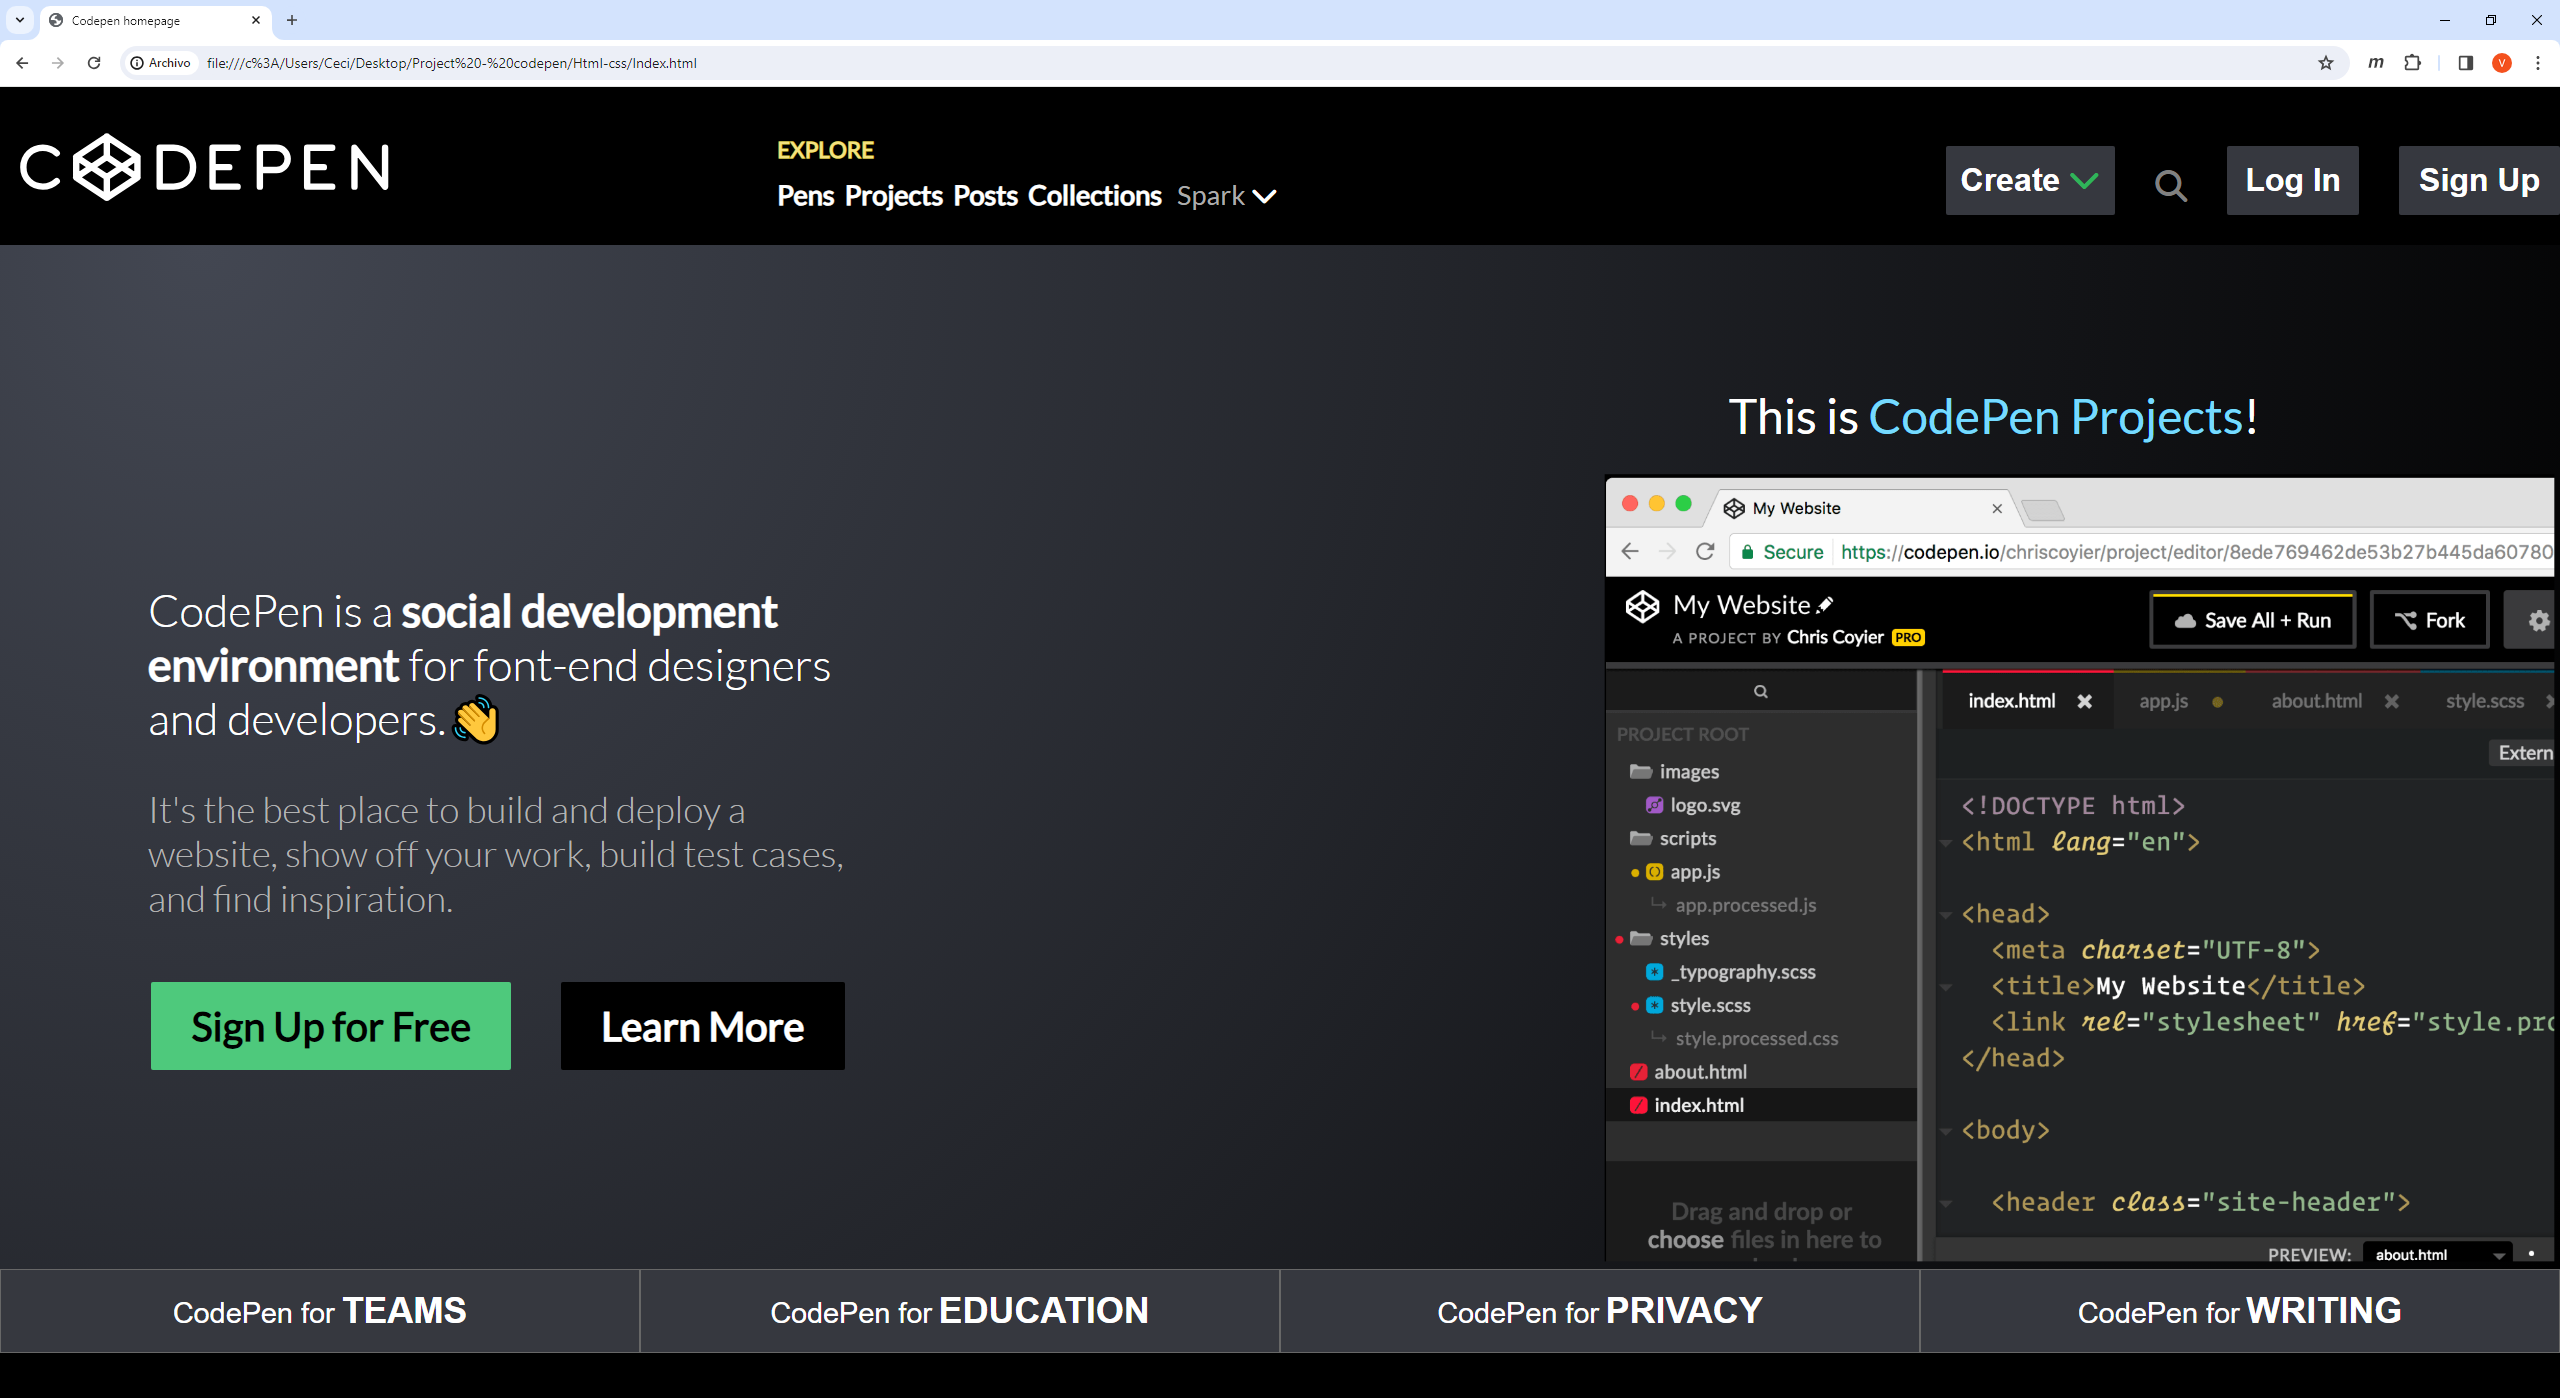 Codepen homepage
Archivo file:///c%3A/Users/Ceci/Desktop/Project%20-%20codepen/Html-css/Index.html
m
V
CODEPEN
EXPLORE
Pens Projects Posts Collections Spark
Create
Log In
Sign Up
CodePen is a social development
environment for font-end designers
and developers.
It's the best place to build and deploy a
website, show off your work, build test cases,
and find inspiration.
Sign Up for Free
Learn More
This is CodePen Projects!
My Website
Secure https://codepen.io/chriscoyier/project/editor/8ede769462de53b27b445da60780
My Website
A PROJECT BY Chris Coyier PRO
Save All + Run
Fork
PROJECT ROOT
images
logo.svg
scripts
app.js
app.processed.js
styles
_typography.scss
style.scss
style.processed.css
about.html
index.html
Drag and drop or
choose files in here to
index.html app.js about.html style.scss
Extern
<!DOCTYPE html>
<html lang="en">
<head>
<meta charset="UTF-8">
<title>My Website</title>
<link rel="stylesheet" href="style.pro
</head>
<body>
<header class="site-header">
PREVIEW: about.html
CodePen for TEAMS
CodePen for EDUCATION
CodePen for PRIVACY
CodePen for WRITING